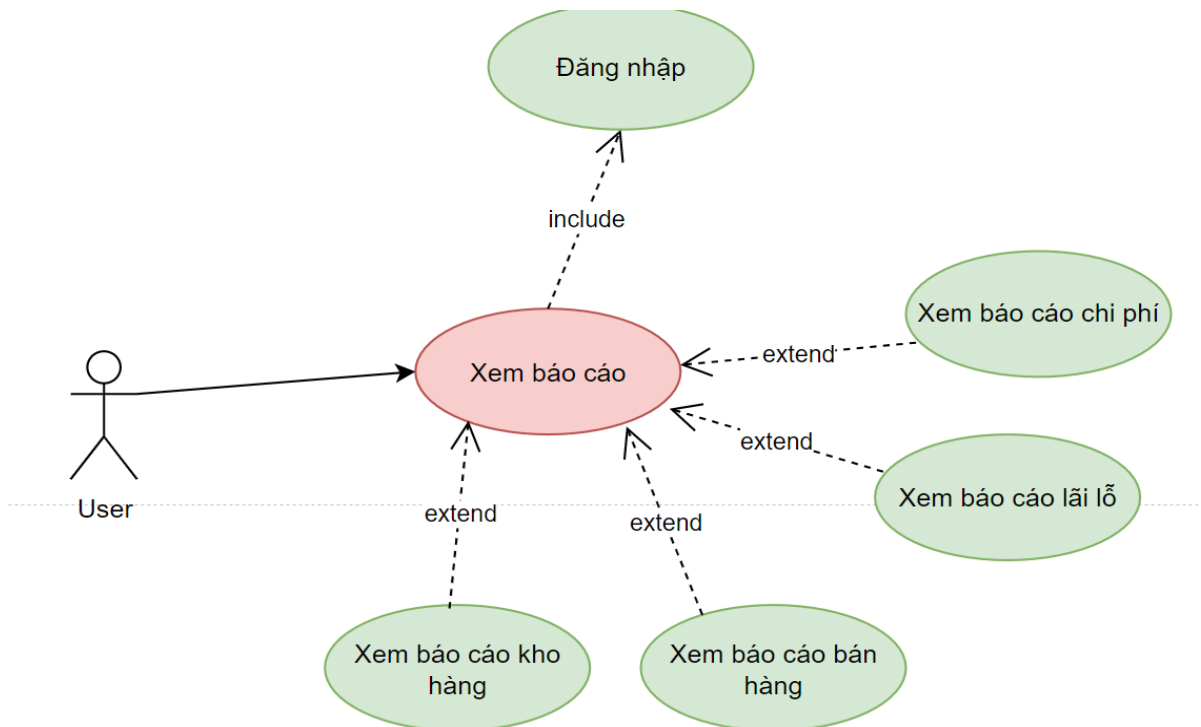 Đăng nhập
include
Xem báo cáo chi phí
extend
Xem báo cáo
extend
Xem báo cáo lãi lỗ
User
extend
extend
Xem báo cáo kho
hàng
Xem báo cáo bán
hàng